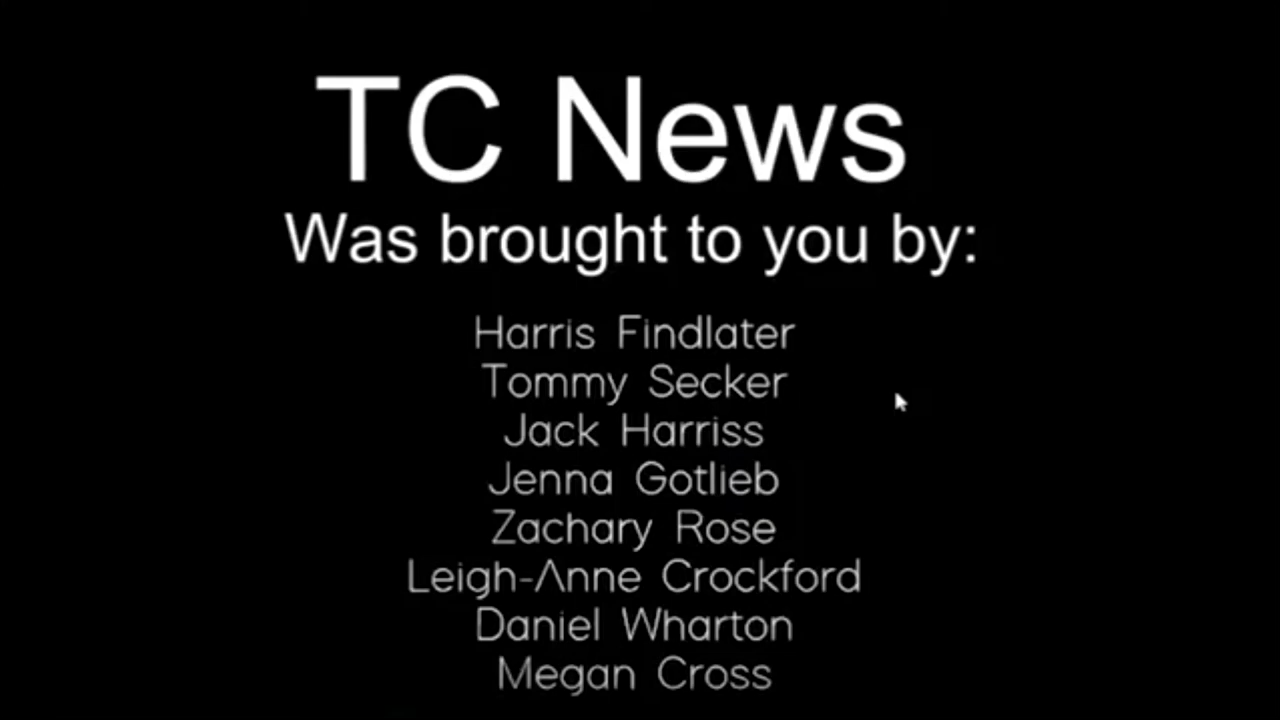 TC News
Was brought to you by:
Harris Findlater
Tommy Secker
Jack Harriss
Jenna Gotlieb
Zachary Rose
Leigh-Anne Crockford
Daniel Wharton
Megan Cross